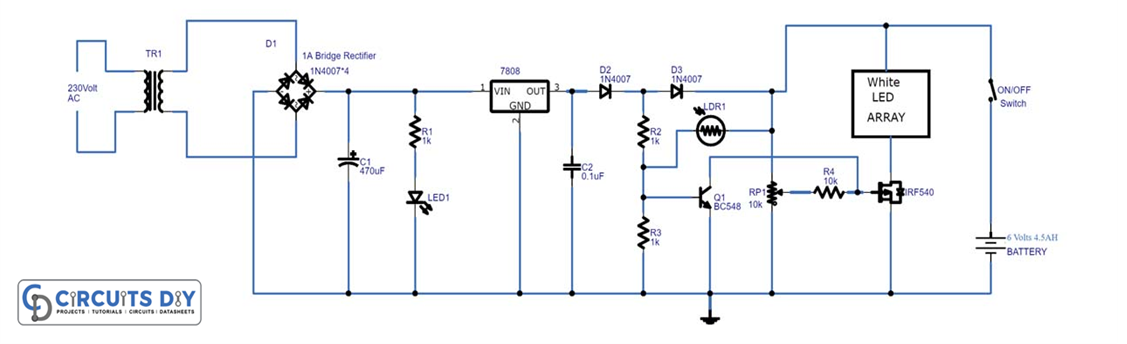 TR1
230Volt
AC
D1
1A Bridge Rectifier
1N4007*4
C1
470uF
R1
1k
LED1
7808
1
VIN
OUT
3
GND
2
C2
0.1uF
D2
1N4007
D3
1N4007
R2
1k
LDR1
R3
1k
Q1
BC548
RP1
10k
R4
10k
IRF540
White
LED
ARRAY
ON/OFF
Switch
6 Volts 4.5AH
BATTERY
CIRCUITS DIY
PROJECTS | TUTORIALS | CIRCUITS | DATASHEETS